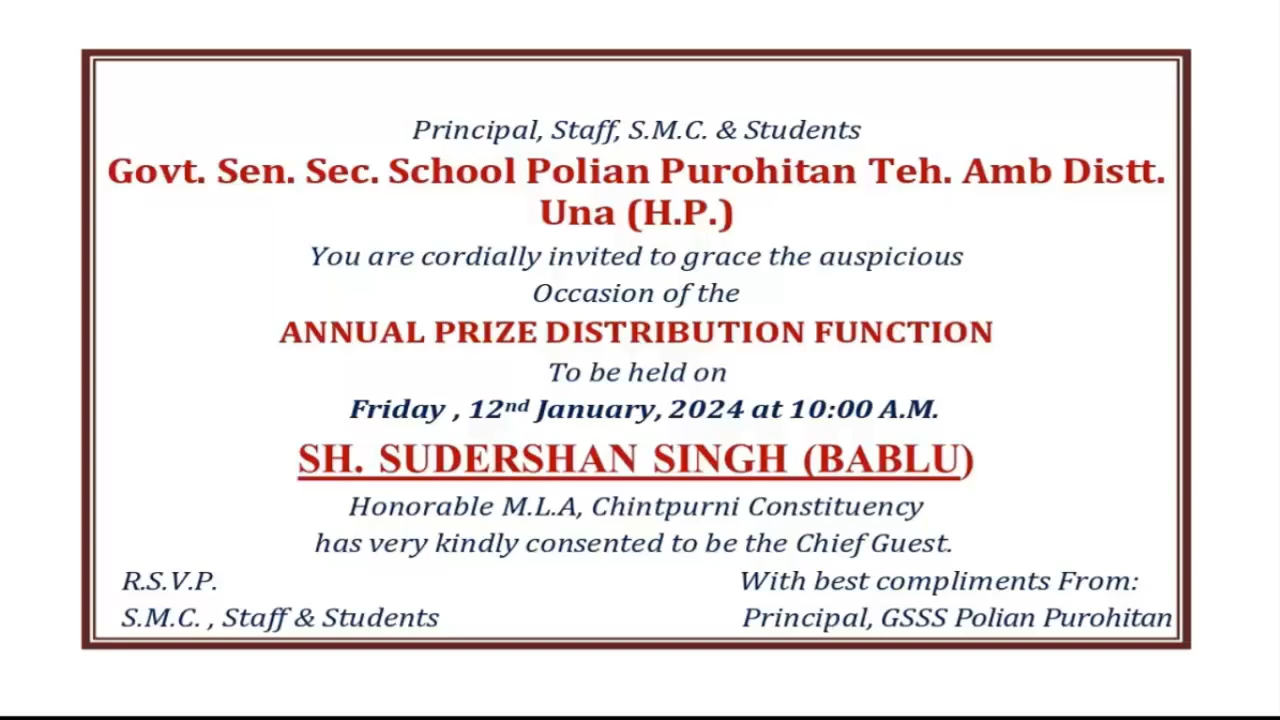 Principal, Staff, S.M.C. & Students
Govt. Sen. Sec. School Polian Purohitan Teh. Amb Distt.
Una (H.P.)
You are cordially invited to grace the auspicious
Occasion of the
ANNUAL PRIZE DISTRIBUTION FUNCTION
To be held on
Friday , 12nd January, 2024 at 10:00 A.M.
SH. SUDERSHAN SINGH (BABLU)
Honorable M.L.A, Chintpurni Constituency
has very kindly consented to be the Chief Guest.
R.S.V.P. With best compliments From:
S.M.C. , Staff & Students Principal, GSSS Polian Purohitan